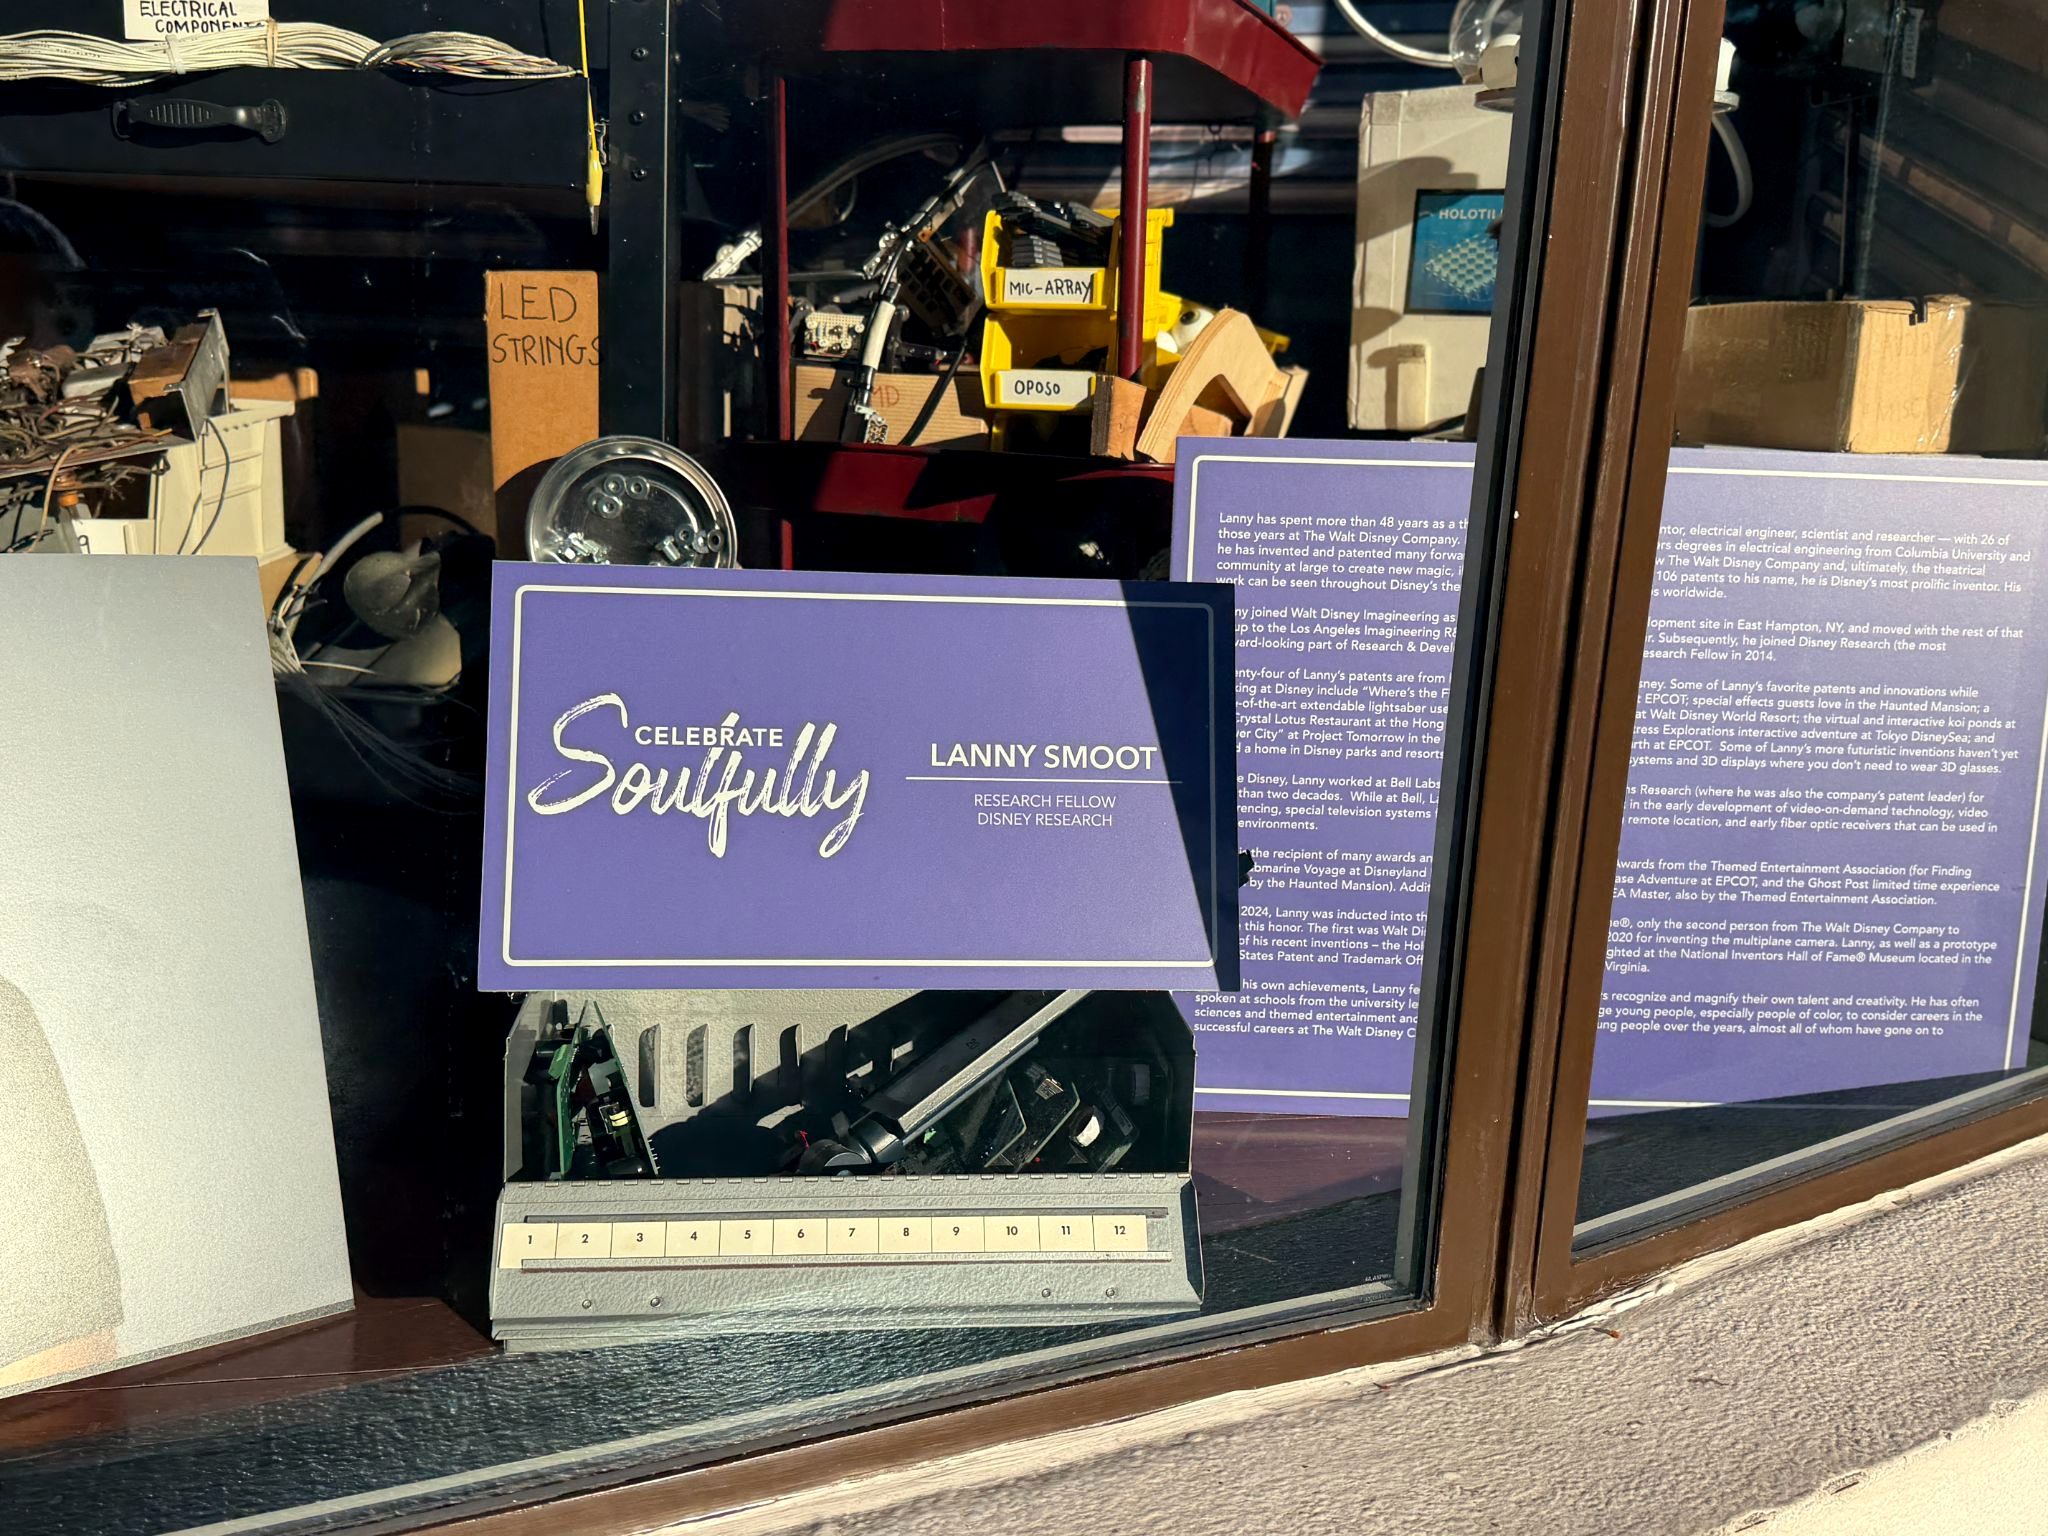 ELECTRICAL
COMPONENTS
LED
STRINGS
MIC-ARRAY
OPOSO
MD
HOLOTIL
9
CELEBRATE
Soulfully
LANNY SMOOT
RESEARCH FELLOW
DISNEY RESEARCH
1 2 3 4 5 6 7 8 9 10 11 12
Lanny has spent more than 48 years as a th
those years at The Walt Disney Company.
he has invented and patented many forwa
community at large to create new magic, i
work can be seen throughout Disney's the
ny joined Walt Disney Imagineering as
up to the Los Angeles Imagineering R&
vard-looking part of Research & Devel
enty-four of Lanny's patents are from
king at Disney include "Where's the F
-of-the-art extendable lightsaber use
Crystal Lotus Restaurant at the Hong
ver City" at Project Tomorrow in the
d a home in Disney parks and resorts
e Disney, Lanny worked at Bell Labs
than two decades. While at Bell, La
rencing, special television systems
environments.
the recipient of many awards an
bmarine Voyage at Disneyland
by the Haunted Mansion). Addit
2024, Lanny was inducted into th
this honor. The first was Walt Dis
of his recent inventions – the Hol
States Patent and Trademark Off
his own achievements, Lanny fe
spoken at schools from the university le
sciences and themed entertainment and
successful careers at The Walt Disney C
ntor, electrical engineer, scientist and researcher — with 26 of
ers degrees in electrical engineering from Columbia University and
w The Walt Disney Company and, ultimately, the theatrical
106 patents to his name, he is Disney's most prolific inventor. His
s worldwide.
lopment site in East Hampton, NY, and moved with the rest of that
r. Subsequently, he joined Disney Research (the most
esearch Fellow in 2014.
sney. Some of Lanny's favorite patents and innovations while
t EPCOT; special effects guests love in the Haunted Mansion; a
at Walt Disney World Resort; the virtual and interactive koi ponds at
tress Explorations interactive adventure at Tokyo DisneySea; and
arth at EPCOT. Some of Lanny's more futuristic inventions haven't yet
systems and 3D displays where you don't need to wear 3D glasses.
ns Research (where he was also the company's patent leader) for
in the early development of video-on-demand technology, video
remote location, and early fiber optic receivers that can be used in
Awards from the Themed Entertainment Association (for Finding
ase Adventure at EPCOT, and the Ghost Post limited time experience
EA Master, also by the Themed Entertainment Association.
ne®, only the second person from The Walt Disney Company to
2020 for inventing the multiplane camera. Lanny, as well as a prototype
ghted at the National Inventors Hall of Fame® Museum located in the
Virginia.
s recognize and magnify their own talent and creativity. He has often
ge young people, especially people of color, to consider careers in the
ung people over the years, almost all of whom have gone on to